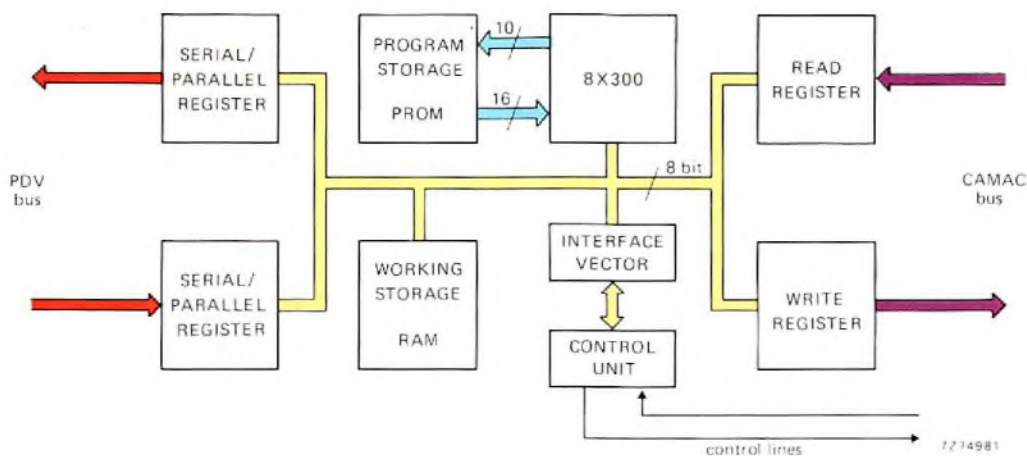 SERIAL/
PARALLEL
REGISTER
PROGRAM
STORAGE
PROM
10
16
8X300
READ
REGISTER
PDV
bus
8 bit
CAMAC
bus
SERIAL/
PARALLEL
REGISTER
WORKING
STORAGE
RAM
INTERFACE
VECTOR
CONTROL
UNIT
WRITE
REGISTER
control lines
7Z74981